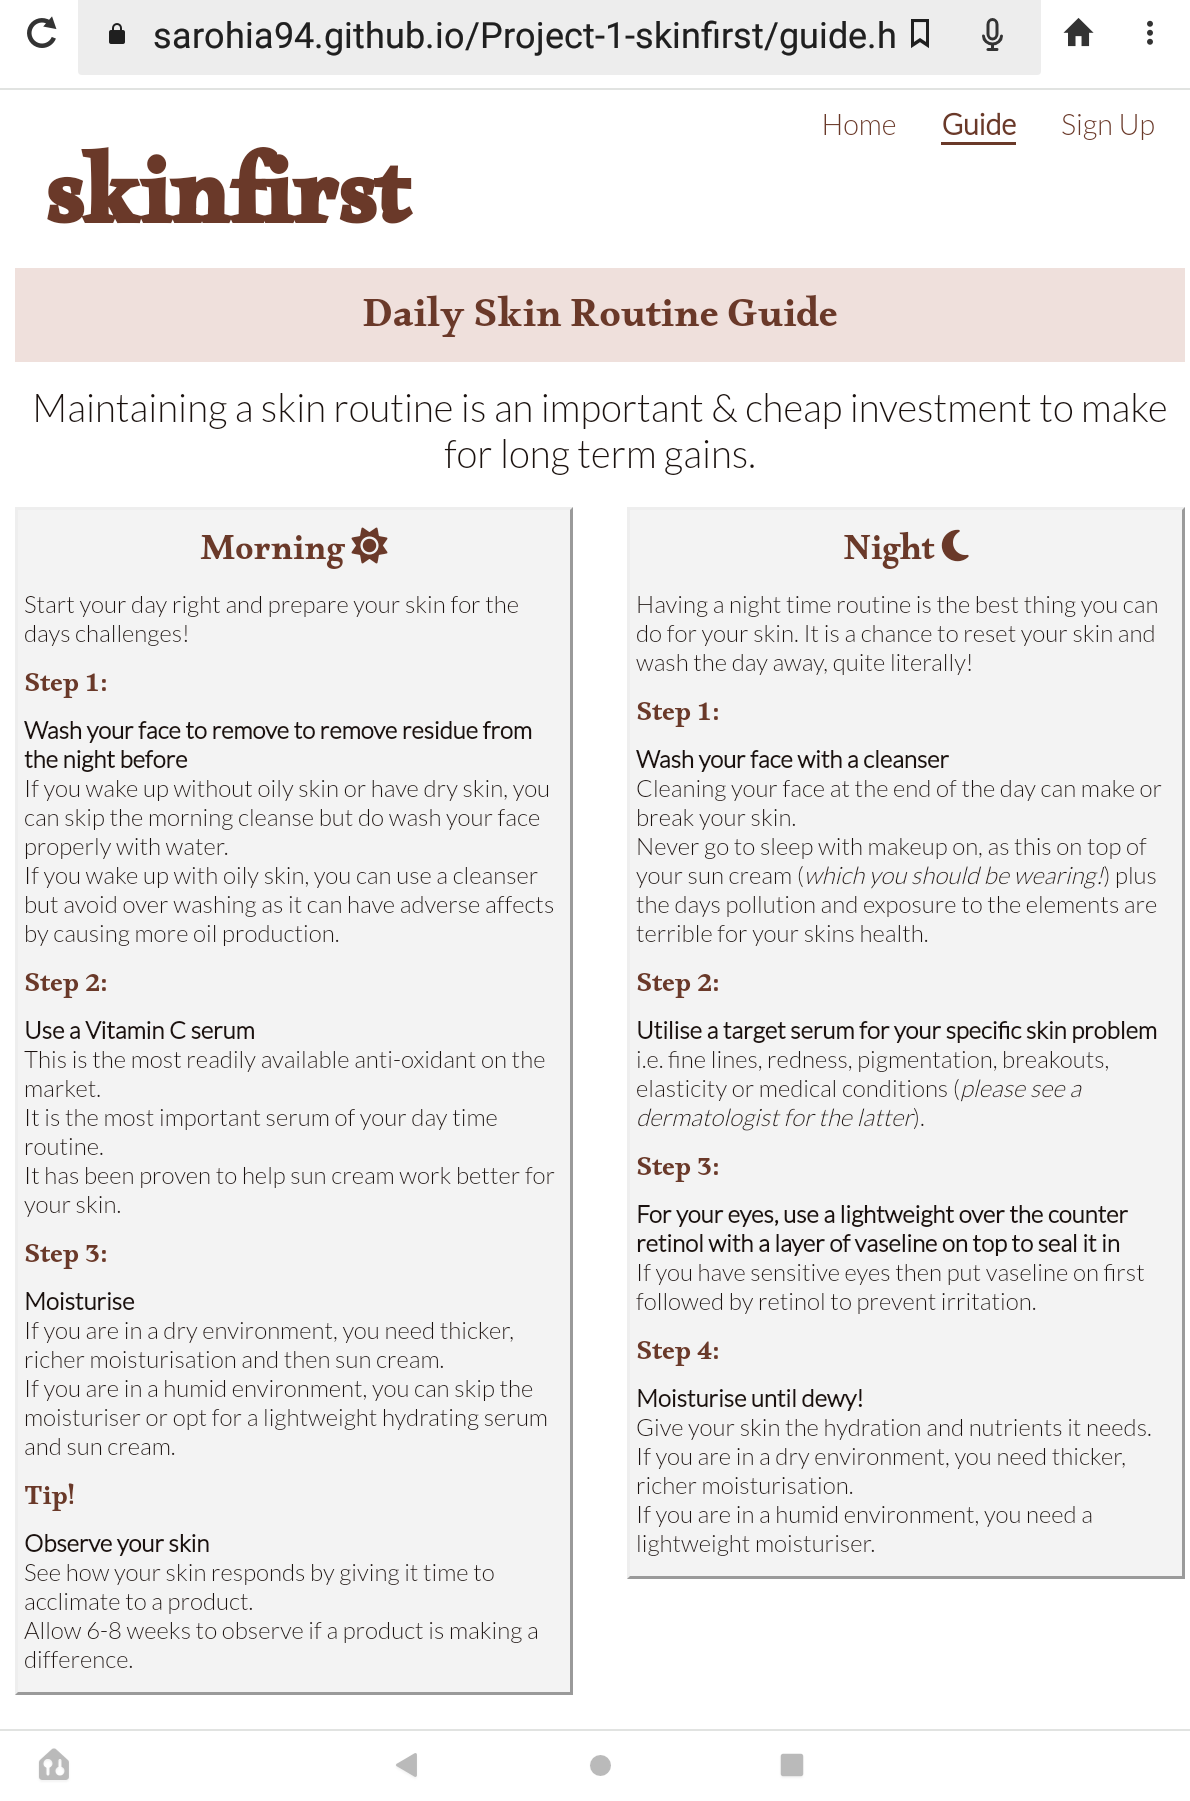 sarohia94.github.io/Project-1-skinfirst/guide.h
Home
Guide
Sign Up
skinfirst
Daily Skin Routine Guide
Maintaining a skin routine is an important & cheap investment to make
for long term gains.
Morning
Start your day right and prepare your skin for the
days challenges!
Step 1:
Wash your face to remove to remove residue from
the night before
If you wake up without oily skin or have dry skin, you
can skip the morning cleanse but do wash your face
properly with water.
If you wake up with oily skin, you can use a cleanser
but avoid over washing as it can have adverse affects
by causing more oil production.
Step 2:
Use a Vitamin C serum
This is the most readily available anti-oxidant on the
market.
It is the most important serum of your day time
routine.
It has been proven to help sun cream work better for
your skin.
Step 3:
Moisturise
If you are in a dry environment, you need thicker,
richer moisturisation and then sun cream.
If you are in a humid environment, you can skip the
moisturiser or opt for a lightweight hydrating serum
and sun cream.
Tip!
Observe your skin
See how your skin responds by giving it time to
acclimate to a product.
Allow 6-8 weeks to observe if a product is making a
difference.
Night
Having a night time routine is the best thing you can
do for your skin. It is a chance to reset your skin and
wash the day away, quite literally!
Step 1:
Wash your face with a cleanser
Cleaning your face at the end of the day can make or
break your skin.
Never go to sleep with makeup on, as this on top of
your sun cream (which you should be wearing!) plus
the days pollution and exposure to the elements are
terrible for your skins health.
Step 2:
Utilise a target serum for your specific skin problem
i.e. fine lines, redness, pigmentation, breakouts,
elasticity or medical conditions (please see a
dermatologist for the latter).
Step 3:
For your eyes, use a lightweight over the counter
retinol with a layer of vaseline on top to seal it in
If you have sensitive eyes then put vaseline on first
followed by retinol to prevent irritation.
Step 4:
Moisturise until dewy!
Give your skin the hydration and nutrients it needs.
If you are in a dry environment, you need thicker,
richer moisturisation.
If you are in a humid environment, you need a
lightweight moisturiser.